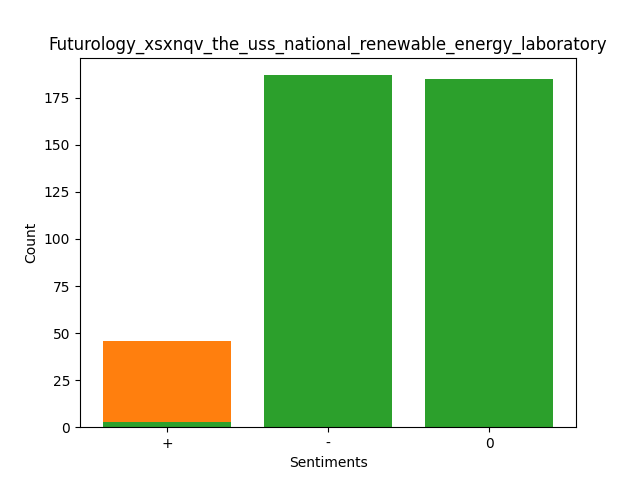 Futurology_xsxnqv_the_uss_national_renewable_energy_laboratory
175
150
125
100
75
50
25
0
Count
+ - 0
Sentiments